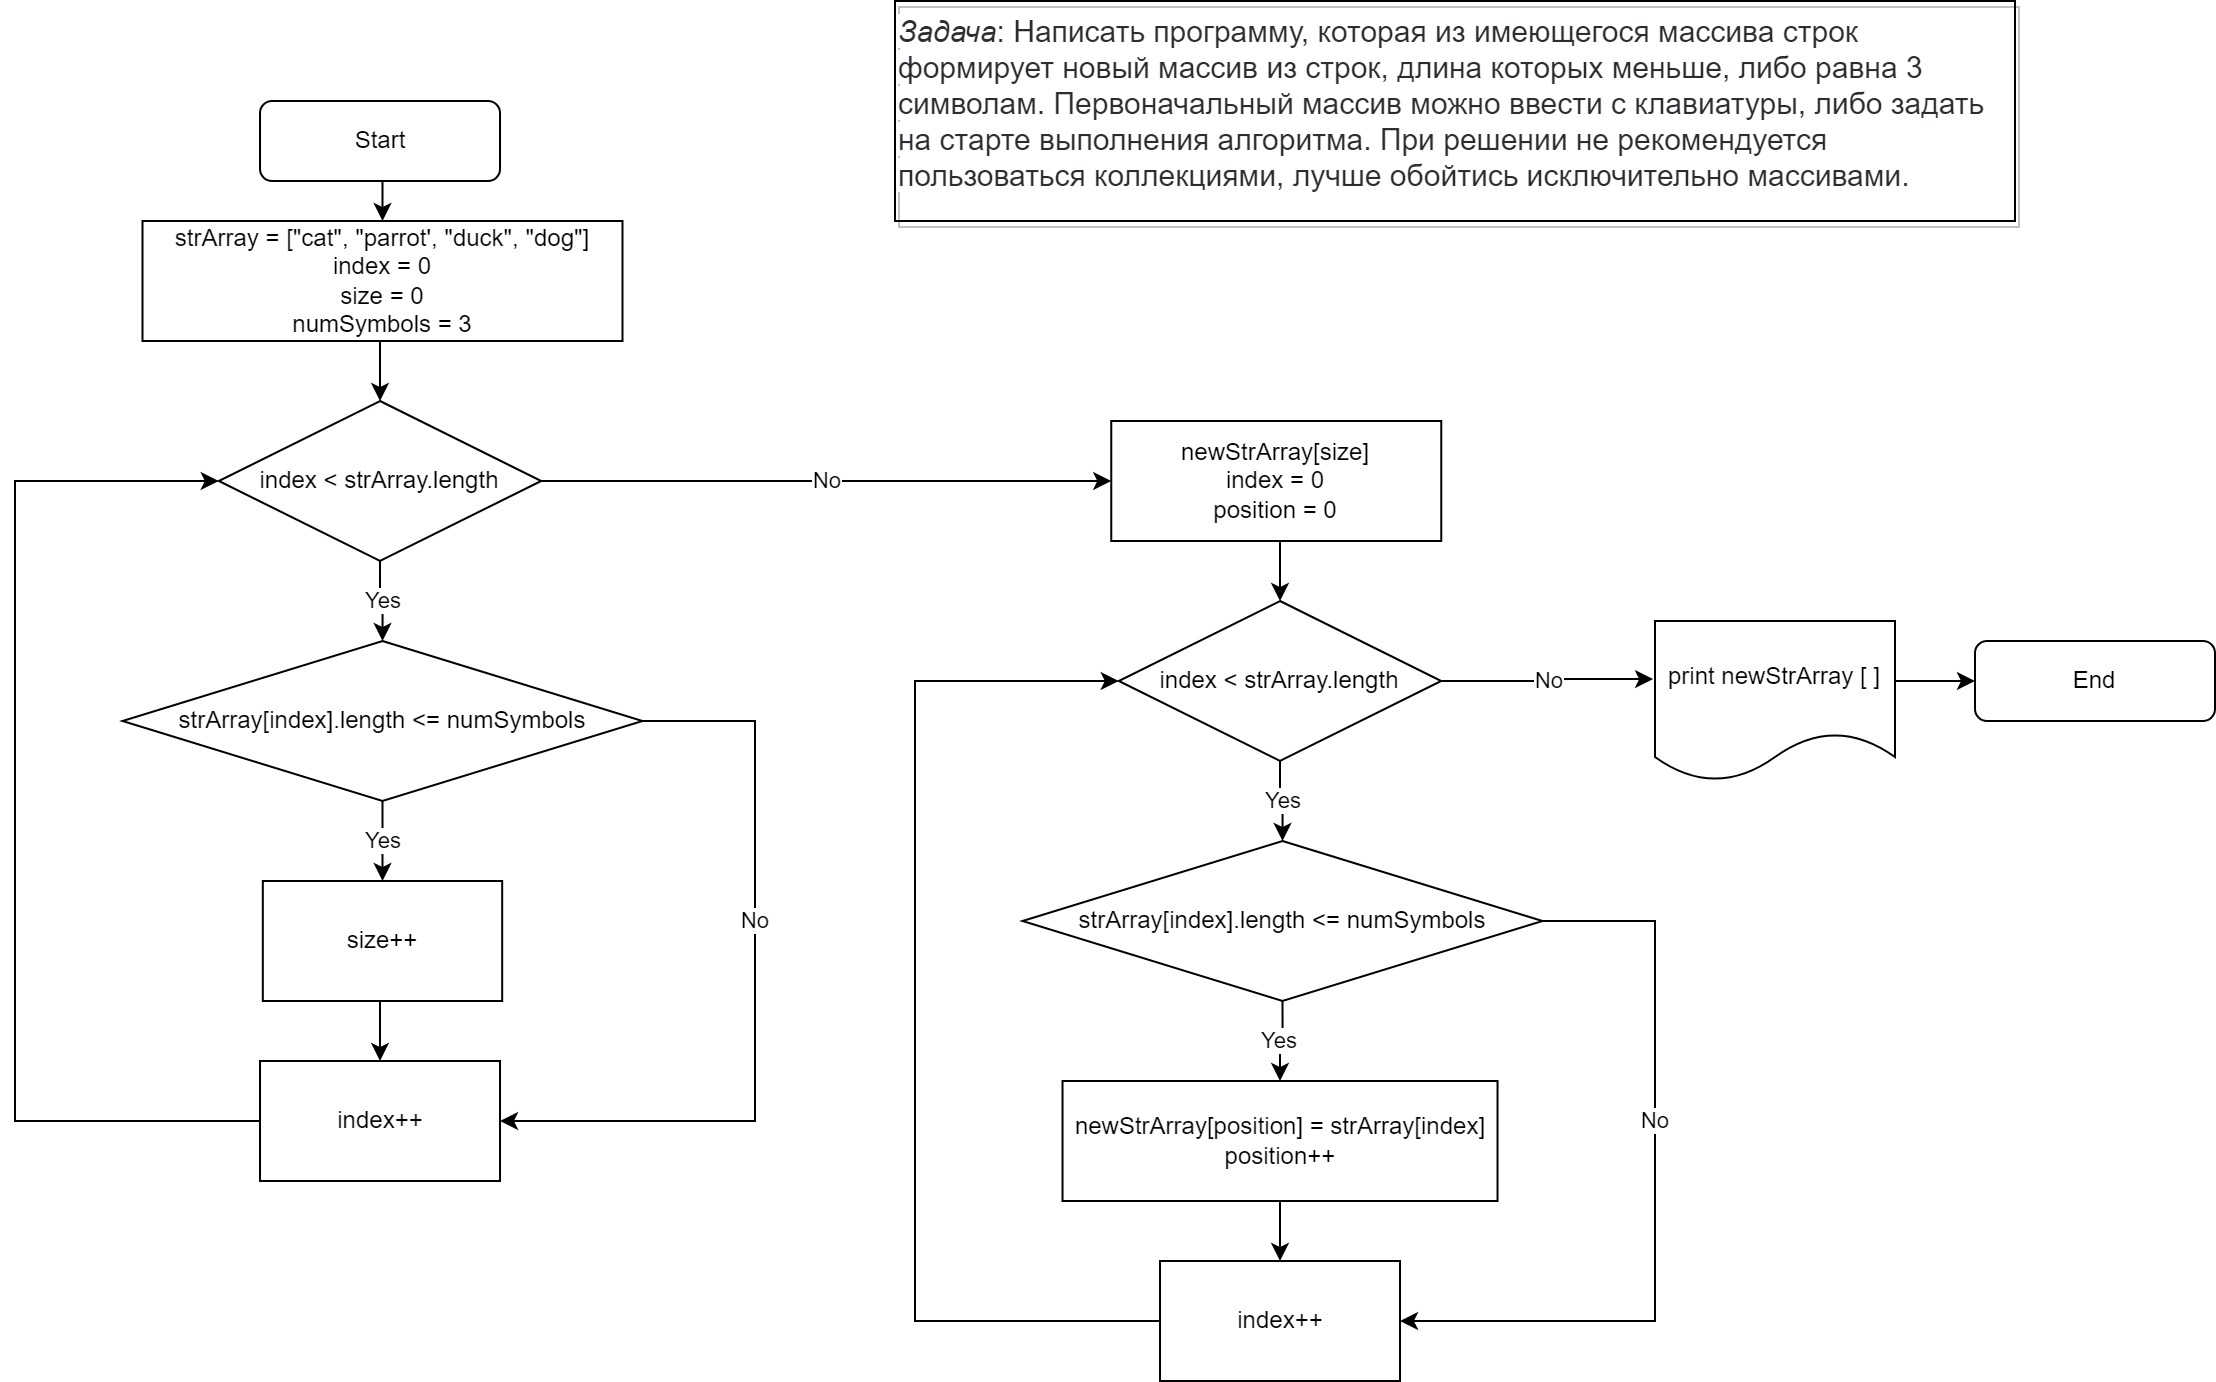 Задача: Написать программу, которая из имеющегося массива строк
формирует новый массив из строк, длина которых меньше, либо равна 3
символам. Первоначальный массив можно ввести с клавиатуры, либо задать
на старте выполнения алгоритма. При решении не рекомендуется
пользоваться коллекциями, лучше обойтись исключительно массивами.
Start
strArray = ["cat", "parrot', "duck", "dog"]
index = 0
size = 0
numSymbols = 3
index < strArray.length
No
Yes
strArray[index].length <= numSymbols
Yes
No
size++
index++
newStrArray[size]
index = 0
position = 0
index < strArray.length
No
print newStrArray [ ]
End
Yes
strArray[index].length <= numSymbols
Yes
No
newStrArray[position] = strArray[index]
position++
index++